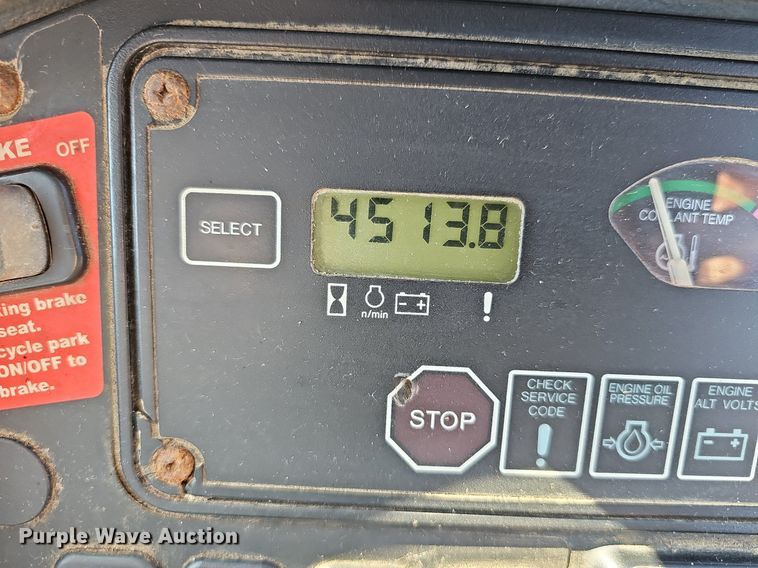 KE OFF
SELECT
4513.8
n/min
ENGINE
COOLANT TEMP
ing brake
seat.
cycle park
ON/OFF to
brake.
STOP
CHECK
SERVICE
CODE
ENGINE OIL
PRESSURE
ENGINE
ALT VOLTS
Purple Wave Auction